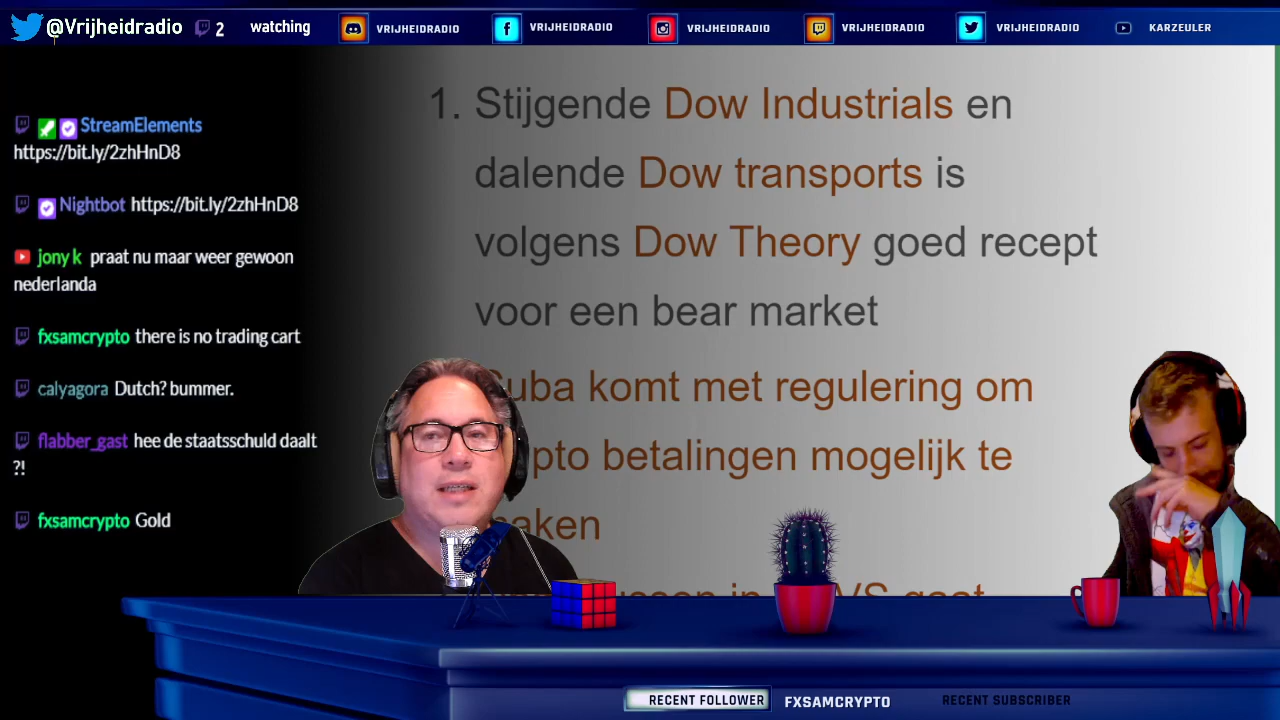 @Vrijheidradio
2
watching
VRIJHEIDRADIO
VRIJHEIDRADIO
VRIJHEIDRADIO
VRIJHEIDRADIO
VRIJHEIDRADIO
KARZEULER
StreamElements
https://bit.ly/2zhHnD8
Nightbot https://bit.ly/2zhHnD8
jony k praat nu maar weer gewoon
nederlanda
fxsamcrypto there is no trading cart
calyagora Dutch? bummer.
flabber_gast hee de staatsschuld daalt
?!
fxsamcrypto Gold
1. Stijgende Dow Industrials en
dalende Dow transports is
volgens Dow Theory goed recept
voor een bear market
komt met regulering om
betalingen mogelijk te
RECENT FOLLOWER
FXSAMCRYPTO
RECENT SUBSCRIBER